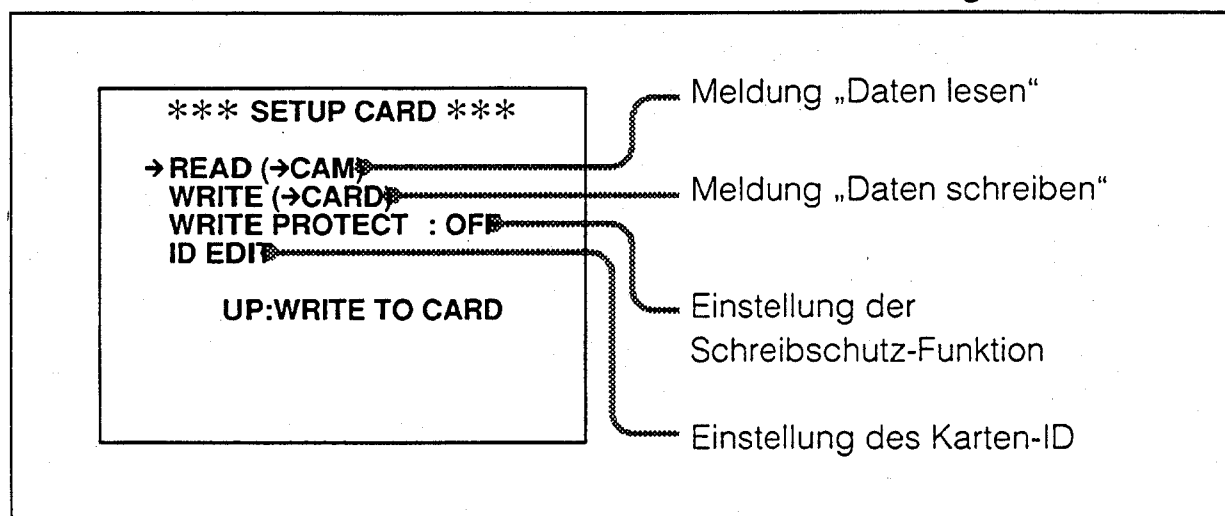 *** SETUP CARD ***
→ READ (→CAM)
WRITE (→CARD)
WRITE PROTECT : OFF
ID EDIT
UP:WRITE TO CARD
Meldung „Daten lesen“
Meldung „Daten schreiben“
Einstellung der
Schreibschutz-Funktion
Einstellung des Karten-ID